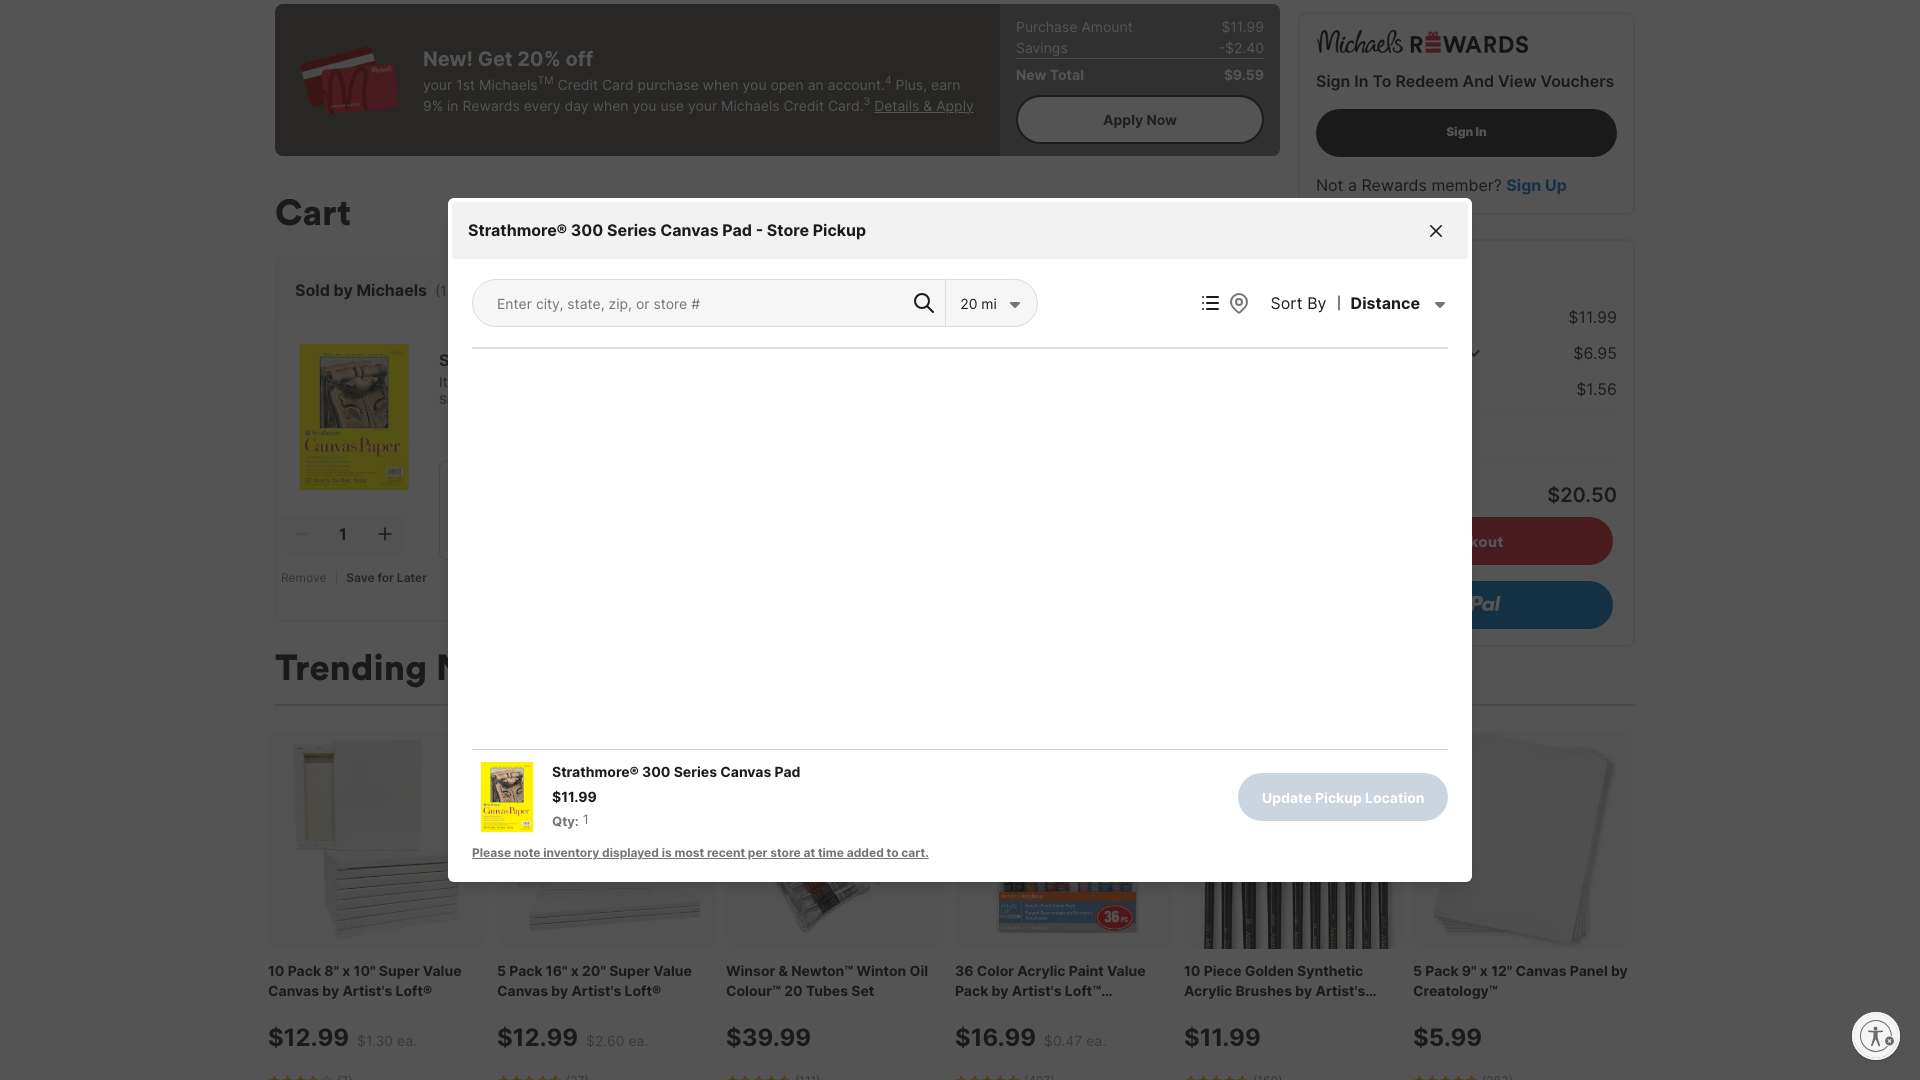 New! Get 20% off
your 1st Michaels™ Credit Card purchase when you open an account.4 Plus, earn
9% in Rewards every day when you use your Michaels Credit Card.3 Details & Apply
Purchase Amount $11.99
Savings -$2.40
New Total $9.59
Apply Now
Michaels REWARDS
Sign In To Redeem And View Vouchers
Sign In
Not a Rewards member? Sign Up
Cart
Sold by Michaels (1
Canvas Paper
1
Remove
Save for Later
$11.99
$6.95
$1.56
$20.50
kout
Pal
Strathmore® 300 Series Canvas Pad - Store Pickup
Enter city, state, zip, or store #
20 mi
Sort By | Distance
Strathmore® 300 Series Canvas Pad
$11.99
Qty: 1
Update Pickup Location
Please note inventory displayed is most recent per store at time added to cart.
Trending N
36 PC
10 Pack 8" x 10" Super Value
Canvas by Artist's Loft®
$12.99 $1.30 ea.
5 Pack 16" x 20" Super Value
Canvas by Artist's Loft®
$12.99 $2.60 ea.
Winsor & Newton™ Winton Oil
Colour™ 20 Tubes Set
$39.99
36 Color Acrylic Paint Value
Pack by Artist's Loft™...
$16.99 $0.47 ea.
10 Piece Golden Synthetic
Acrylic Brushes by Artist's...
$11.99
5 Pack 9" x 12" Canvas Panel by
Creatology™
$5.99